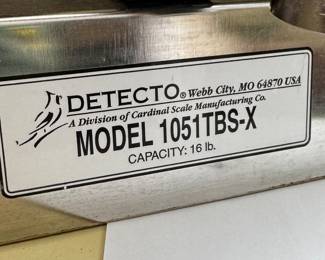 DETECTO® Webb City, MO 64870 USA
A Division of Cardinal Scale Manufacturing Co.
MODEL 1051TBS-X
CAPACITY: 16 lb.